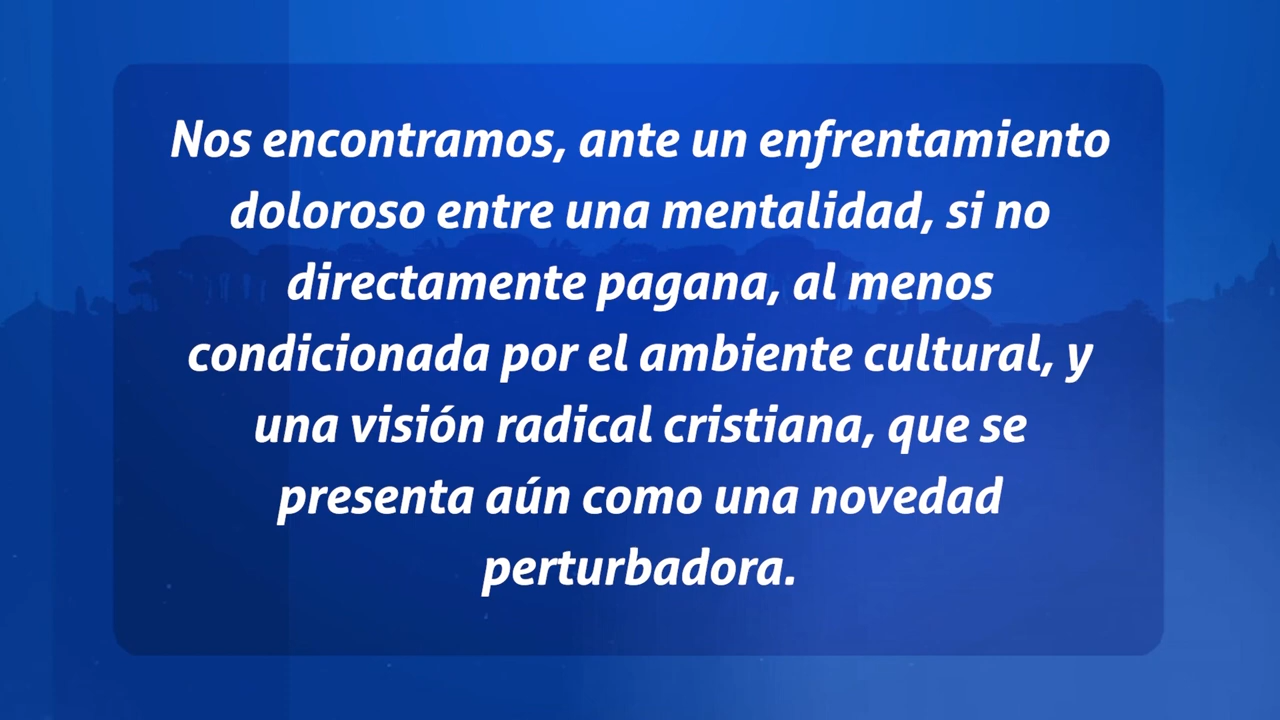 Nos encontramos, ante un enfrentamiento
doloroso entre una mentalidad, si no
directamente pagana, al menos
condicionada por el ambiente cultural, y
una visión radical cristiana, que se
presenta aún como una novedad
perturbadora.